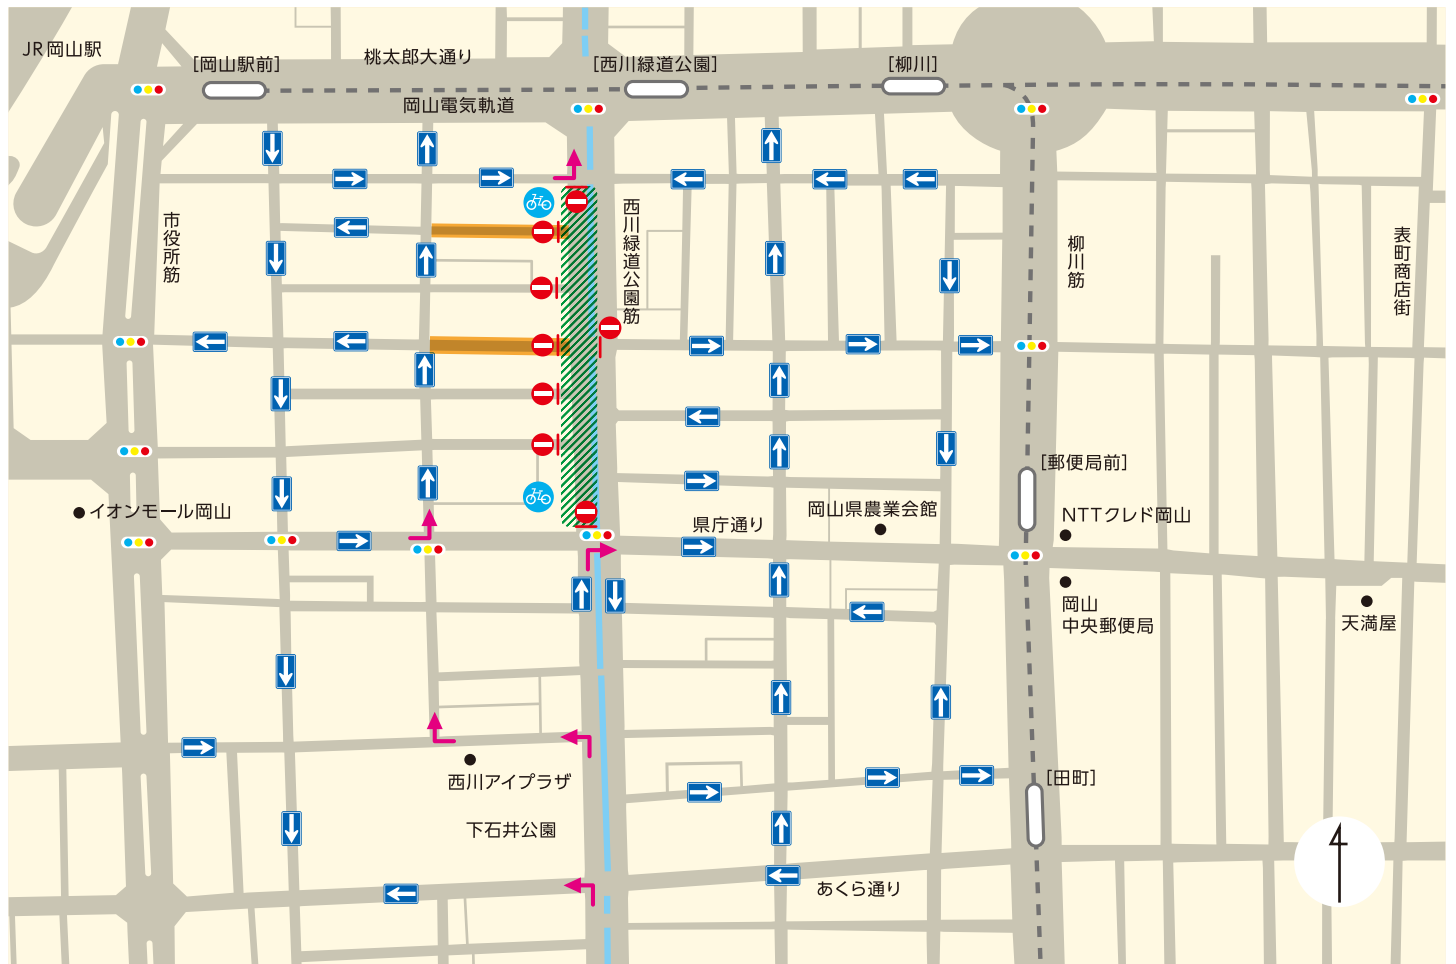 JR岡山駅
[岡山駅前]
桃太郎大通り
[西川緑道公園]
[柳川]
岡山電気軌道
市役所筋
西川緑道公園筋
柳川筋
表町商店街
イオンモール岡山
[郵便局前]
岡山県農業会館
県庁通り
NTTクレド岡山
岡山
中央郵便局
天満屋
西川アイプラザ
[田町]
下石井公園
あくら通り